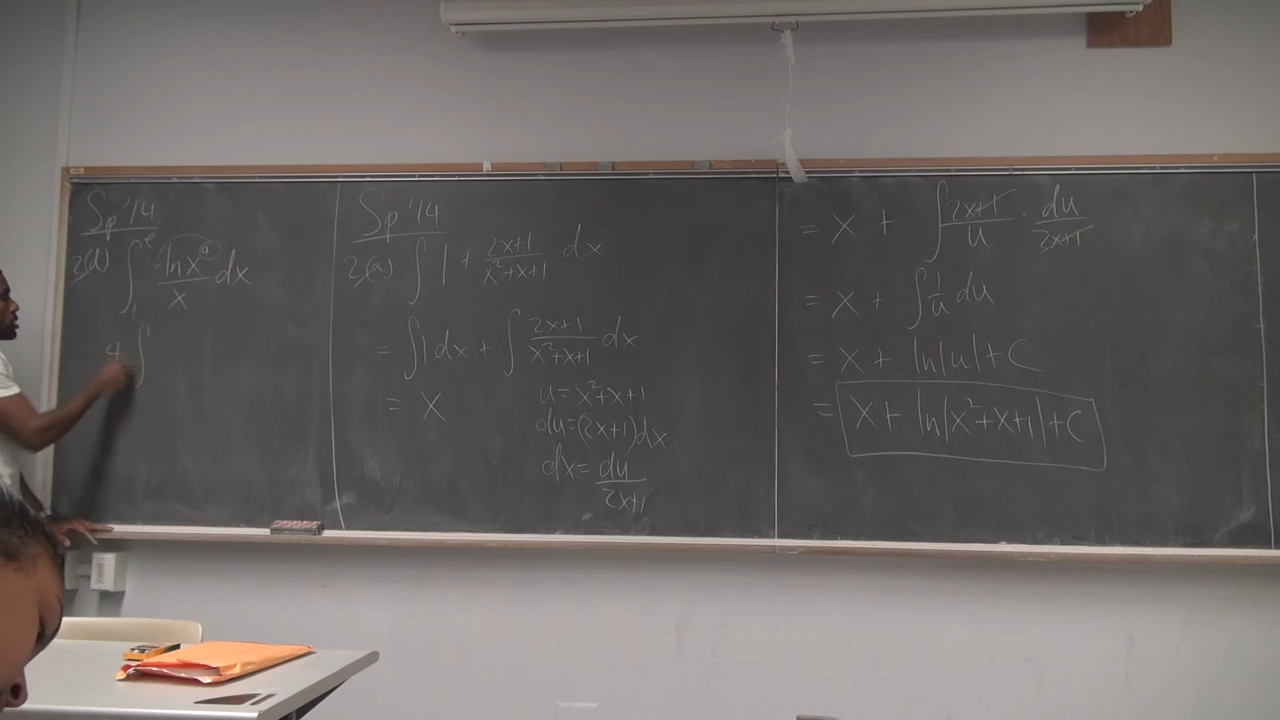 Sp '14
2(d) ∫₁ᵉ ln x⁴/x dx
4 ∫
Sp '14
2(a) ∫ 1 + (2x+1)/(x²+x+1) dx
= ∫ 1 dx + ∫ (2x+1)/(x²+x+1) dx
= x
u = x²+x+1
du = (2x+1)dx
dx = du/(2x+1)
= x + ∫ (2x+1)/u · du/(2x+1)
= x + ∫ 1/u du
= x + ln|u| + C
= x + ln|x²+x+1| + C